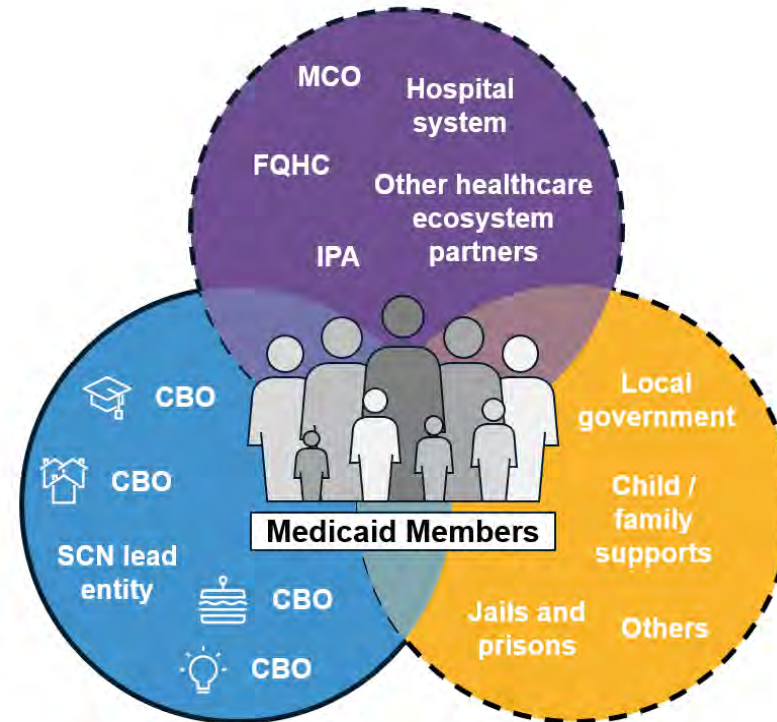 MCO
Hospital
system
FQHC
Other healthcare
ecosystem
partners
IPA
CBO
CBO
SCN lead
entity
CBO
CBO
Medicaid Members
Local
government
Child /
family
supports
Jails and
prisons
Others